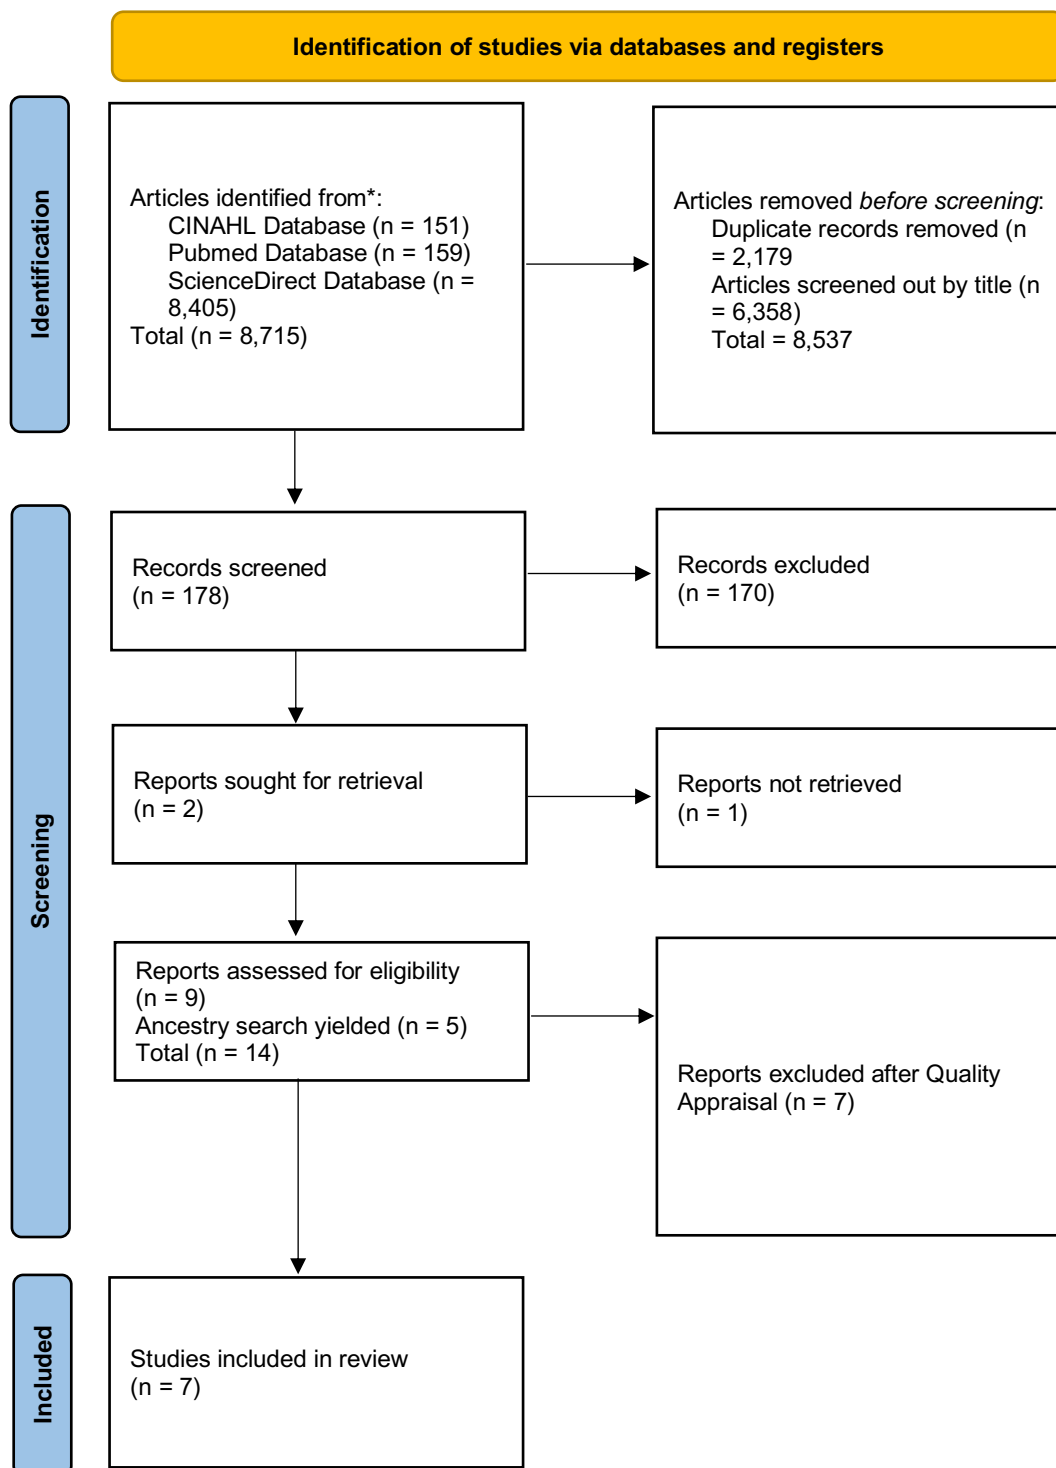 Identification of studies via databases and registers
Identification
Articles identified from*:
CINAHL Database (n = 151)
Pubmed Database (n = 159)
ScienceDirect Database (n =
8,405)
Total (n = 8,715)
Articles removed before screening:
Duplicate records removed (n
= 2,179
Articles screened out by title (n
= 6,358)
Total = 8,537
Screening
Records screened
(n = 178)
Records excluded
(n = 170)
Reports sought for retrieval
(n = 2)
Reports not retrieved
(n = 1)
Reports assessed for eligibility
(n = 9)
Ancestry search yielded (n = 5)
Total (n = 14)
Reports excluded after Quality
Appraisal (n = 7)
Included
Studies included in review
(n = 7)